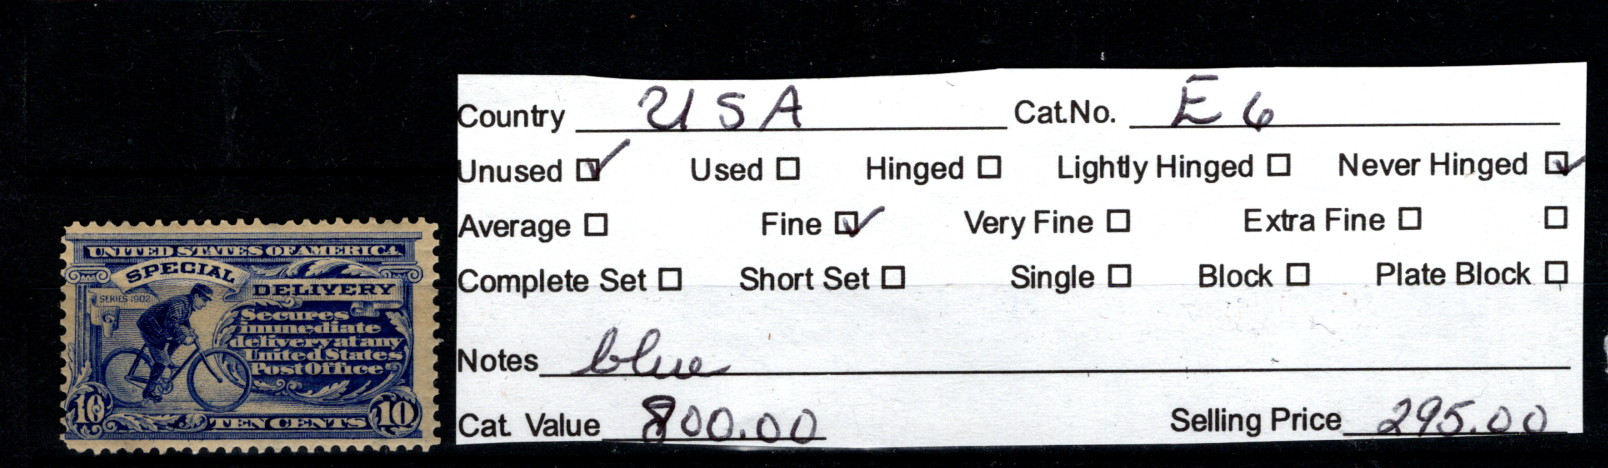 UNITED STATES OF AMERICA
SPECIAL
DELIVERY
SERIES 1902
Secures
immediate
delivery at any
United States
Post Office
10 TEN CENTS 10
Country USA Cat.No. E6
Unused ☑ Used ☐ Hinged ☐ Lightly Hinged ☐ Never Hinged ☑
Average ☐ Fine ☑ Very Fine ☐ Extra Fine ☐ ☐
Complete Set ☐ Short Set ☐ Single ☐ Block ☐ Plate Block ☐
Notes blue
Cat. Value 800.00 Selling Price 295.00